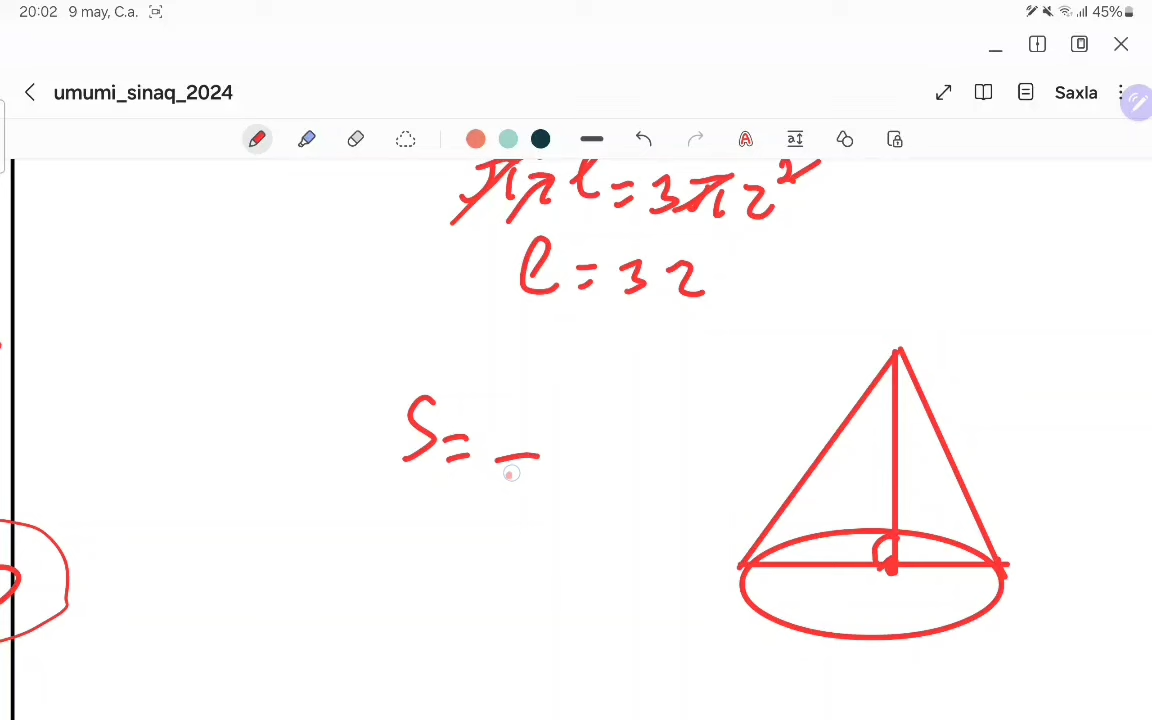 20:02 9 may, C.a. 45%
umumi_sinaq_2024 Saxla
πrl = 3πr²
l = 3r
S =